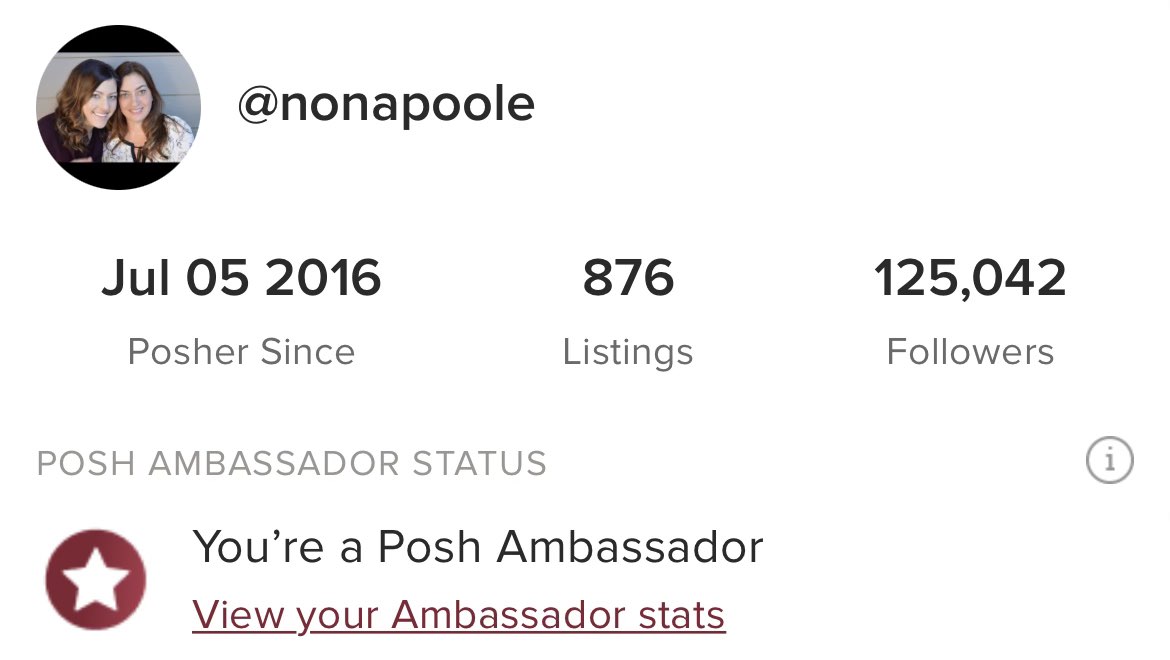 @nonapoole
Jul 05 2016 876 125,042
Posher Since Listings Followers
POSH AMBASSADOR STATUS i
You’re a Posh Ambassador
View your Ambassador stats